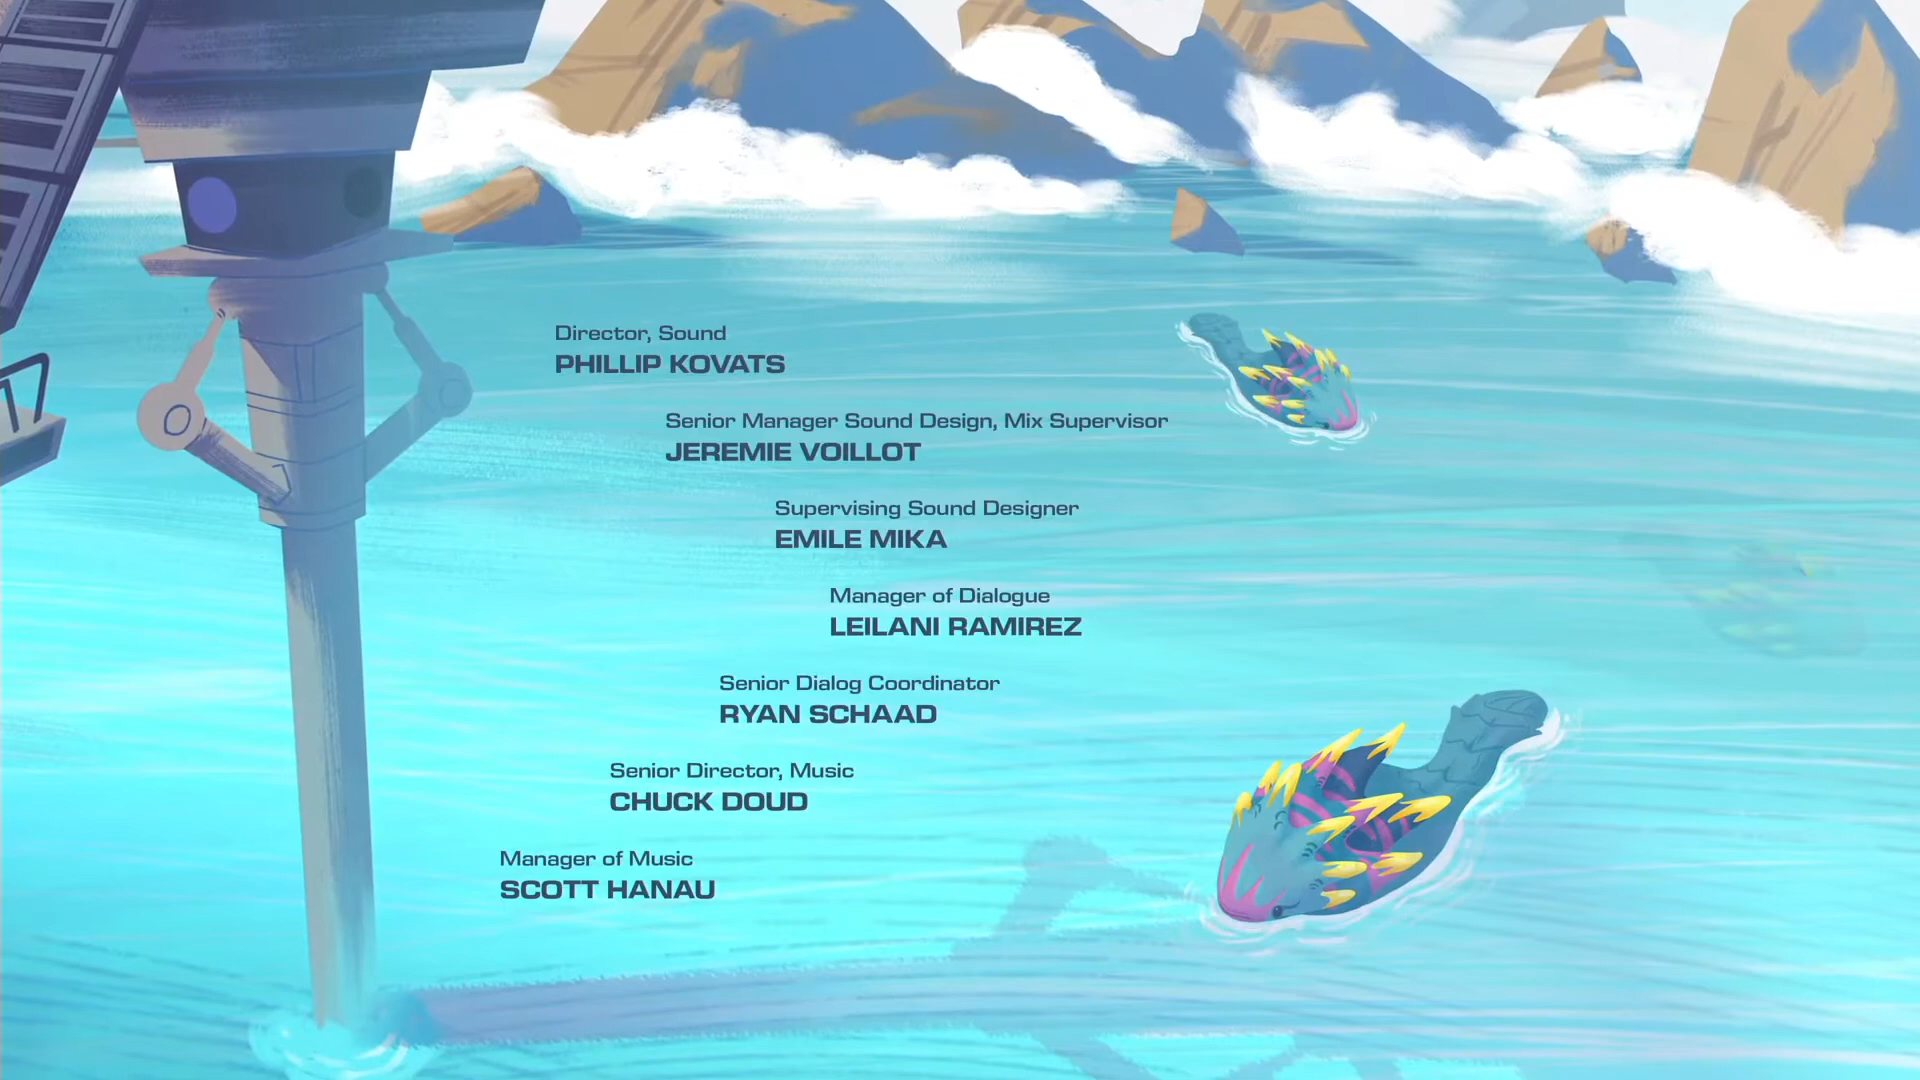 Director, Sound
PHILLIP KOVATS
Senior Manager Sound Design, Mix Supervisor
JEREMIE VOILLOT
Supervising Sound Designer
EMILE MIKA
Manager of Dialogue
LEILANI RAMIREZ
Senior Dialog Coordinator
RYAN SCHAAD
Senior Director, Music
CHUCK DOUD
Manager of Music
SCOTT HANAU